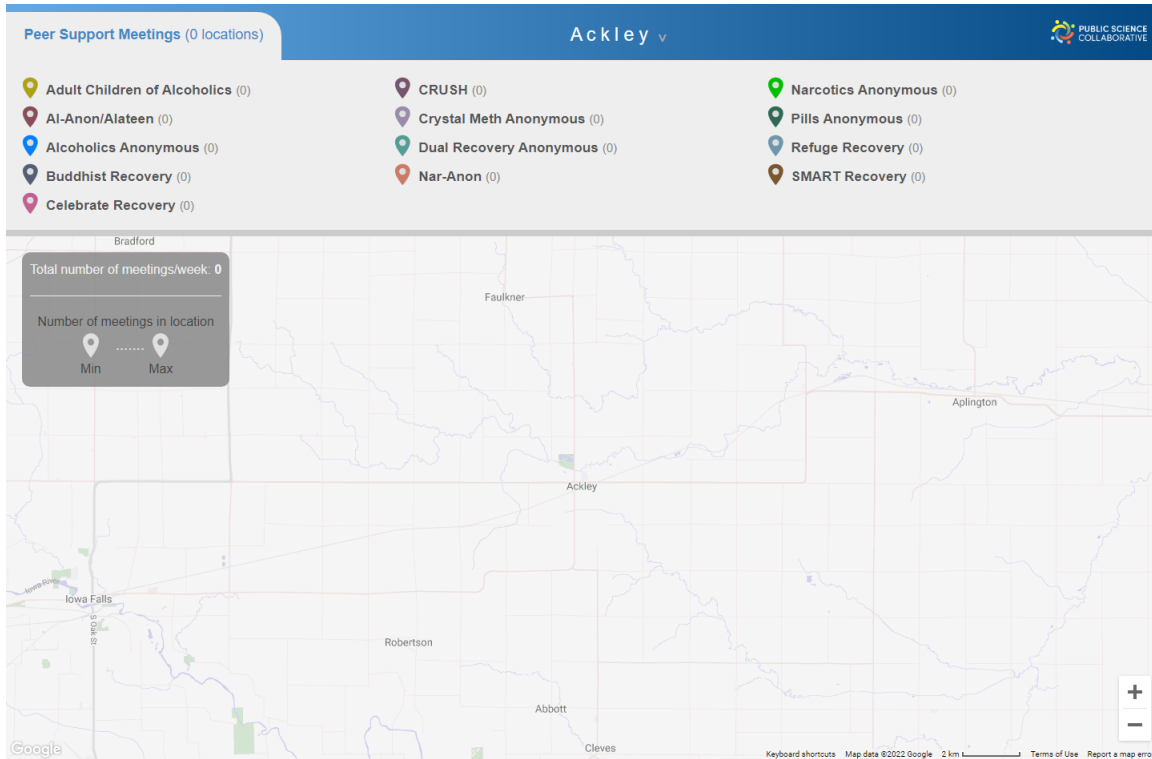 Peer Support Meetings (0 locations)
Ackley v
PUBLIC SCIENCE
COLLABORATIVE
Adult Children of Alcoholics (0)
Al-Anon/Alateen (0)
Alcoholics Anonymous (0)
Buddhist Recovery (0)
Celebrate Recovery (0)
CRUSH (0)
Crystal Meth Anonymous (0)
Dual Recovery Anonymous (0)
Nar-Anon (0)
Narcotics Anonymous (0)
Pills Anonymous (0)
Refuge Recovery (0)
SMART Recovery (0)
Bradford
Total number of meetings/week: 0
Number of meetings in location
Min ....... Max
Faulkner
Aplington
Ackley
Iowa River
Iowa Falls
S Oak St
Robertson
Abbott
Cleves
+
−
Google
Keyboard shortcuts Map data ©2022 Google 2 km Terms of Use Report a map erro